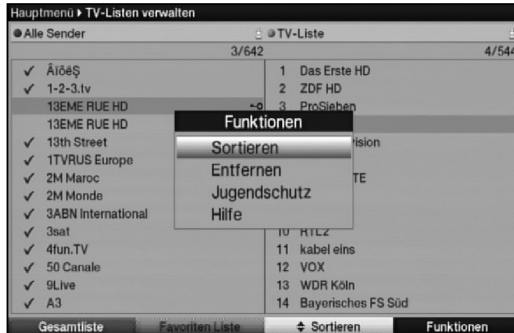 Hauptmenü ▸ TV-Listen verwalten
Alle Sender
3/642
✓ ÂíõëŞ
✓ 1-2-3.tv
13EME RUE HD
13EME RUE HD
✓ 13th Street
✓ 1TVRUS Europe
✓ 2M Maroc
✓ 2M Monde
✓ 3ABN International
✓ 3sat
✓ 4fun.TV
✓ 50 Canale
✓ 9Live
✓ A3
TV-Liste
4/544
1 Das Erste HD
2 ZDF HD
3 ProSieben
10 RTL2
11 kabel eins
12 VOX
13 WDR Köln
14 Bayerisches FS Süd
Funktionen
Sortieren
Entfernen
Jugendschutz
Hilfe
Gesamtliste
Favoriten Liste
Sortieren
Funktionen